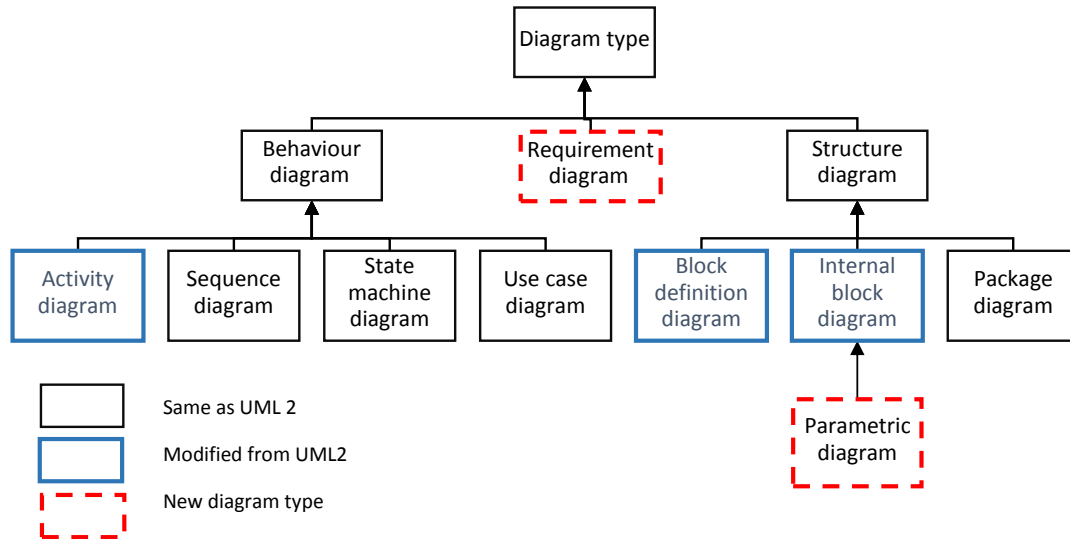 Diagram type
Behaviour
diagram
Requirement
diagram
Structure
diagram
Activity
diagram
Sequence
diagram
State
machine
diagram
Use case
diagram
Block
definition
diagram
Internal
block
diagram
Package
diagram
Parametric
diagram
Same as UML 2
Modified from UML2
New diagram type